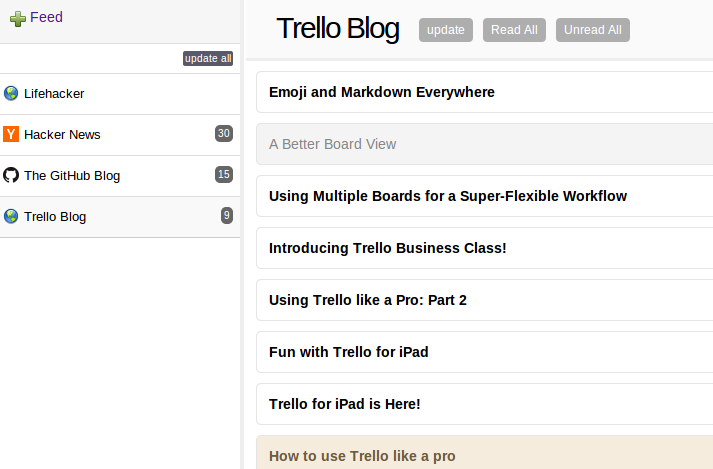 Feed
update all
Lifehacker
Hacker News 30
The GitHub Blog 15
Trello Blog 9
Trello Blog update Read All Unread All
Emoji and Markdown Everywhere
A Better Board View
Using Multiple Boards for a Super-Flexible Workflow
Introducing Trello Business Class!
Using Trello like a Pro: Part 2
Fun with Trello for iPad
Trello for iPad is Here!
How to use Trello like a pro